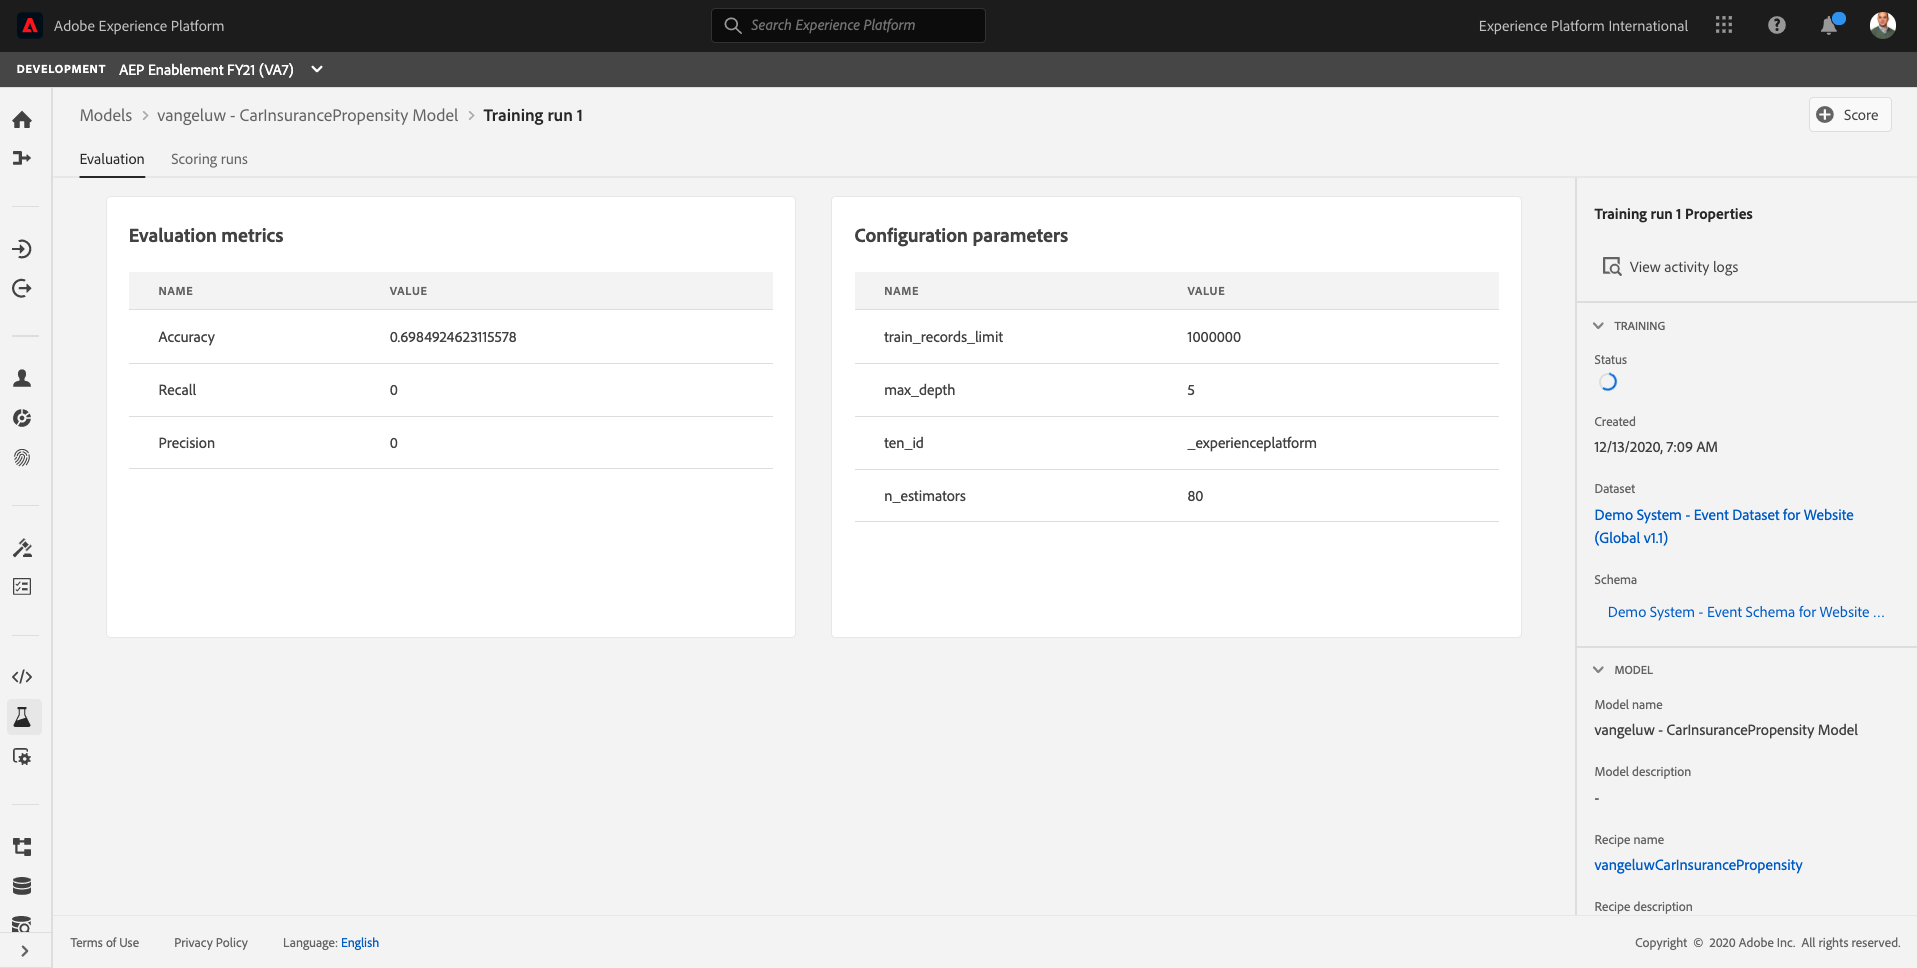 Adobe Experience Platform
Search Experience Platform
Experience Platform International
DEVELOPMENT AEP Enablement FY21 (VA7)
Models > vangeluw - CarInsurancePropensity Model > Training run 1
Score
Evaluation Scoring runs
Evaluation metrics
NAME VALUE
Accuracy 0.6984924623115578
Recall 0
Precision 0
Configuration parameters
NAME VALUE
train_records_limit 1000000
max_depth 5
ten_id _experienceplatform
n_estimators 80
Training run 1 Properties
View activity logs
TRAINING
Status
Created
12/13/2020, 7:09 AM
Dataset
Demo System - Event Dataset for Website
(Global v1.1)
Schema
Demo System - Event Schema for Website ...
MODEL
Model name
vangeluw - CarInsurancePropensity Model
Model description
-
Recipe name
vangeluwCarInsurancePropensity
Recipe description
Terms of Use Privacy Policy Language: English
Copyright © 2020 Adobe Inc. All rights reserved.